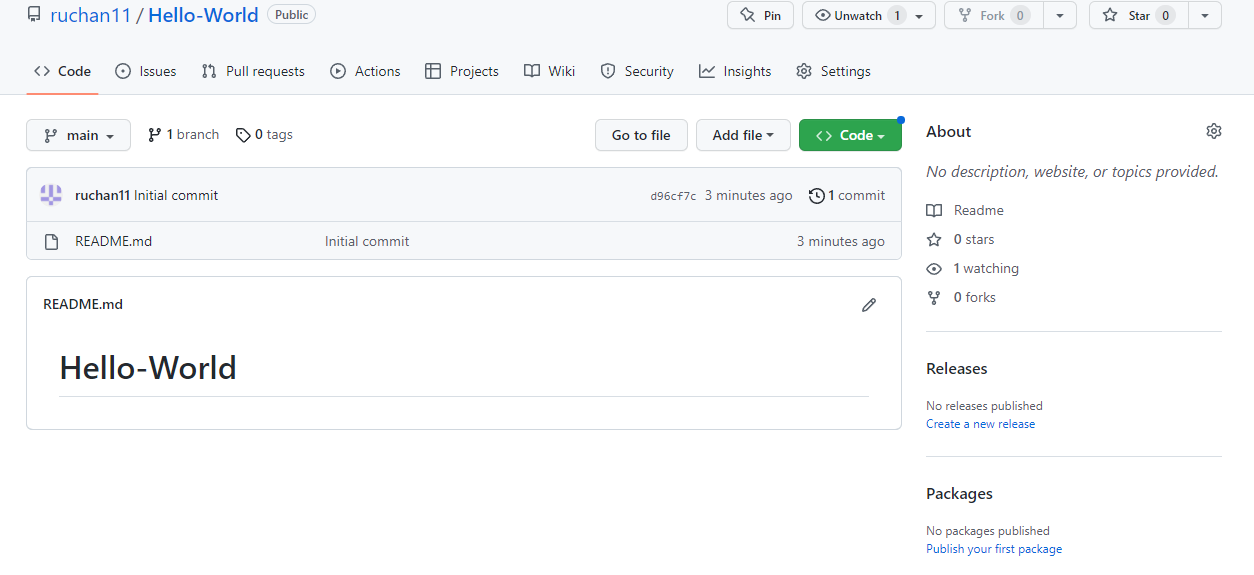 ruchan11 / Hello-World Public Pin Unwatch 1 Fork 0 Star 0
<> Code Issues Pull requests Actions Projects Wiki Security Insights Settings
main 1 branch 0 tags Go to file Add file <> Code
ruchan11 Initial commit d96cf7c 3 minutes ago 1 commit
README.md Initial commit 3 minutes ago
README.md
Hello-World
About
No description, website, or topics provided.
Readme
0 stars
1 watching
0 forks
Releases
No releases published
Create a new release
Packages
No packages published
Publish your first package